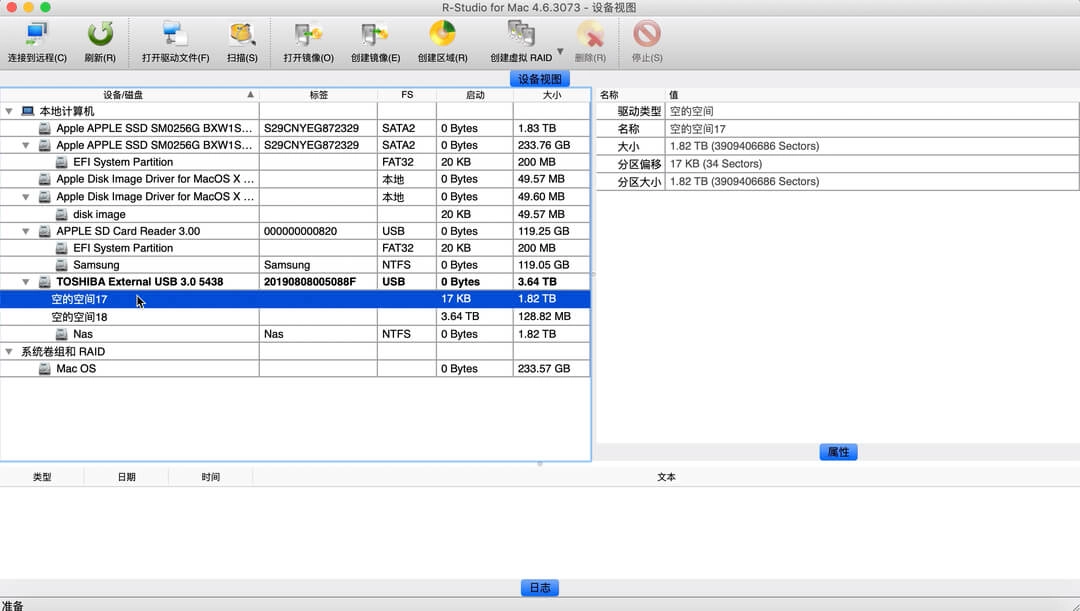 R-Studio for Mac 4.6.3073 - 设备视图
连接到远程(C) 刷新(R) 打开驱动文件(F) 扫描(S) 打开镜像(O) 创建镜像(E) 创建区域(R) 创建虚拟 RAID 删除(R) 停止(S)
设备视图
设备/磁盘 标签 FS 启动 大小
本地计算机
Apple APPLE SSD SM0256G BXW1S... S29CNYEG872329 SATA2 0 Bytes 1.83 TB
Apple APPLE SSD SM0256G BXW1S... S29CNYEG872329 SATA2 0 Bytes 233.76 GB
EFI System Partition FAT32 20 KB 200 MB
Apple Disk Image Driver for MacOS X ... 本地 0 Bytes 49.57 MB
Apple Disk Image Driver for MacOS X ... 本地 0 Bytes 49.60 MB
disk image 20 KB 49.57 MB
APPLE SD Card Reader 3.00 000000000820 USB 0 Bytes 119.25 GB
EFI System Partition FAT32 20 KB 200 MB
Samsung Samsung NTFS 0 Bytes 119.05 GB
TOSHIBA External USB 3.0 5438 20190808005088F USB 0 Bytes 3.64 TB
空的空间17 17 KB 1.82 TB
空的空间18 3.64 TB 128.82 MB
Nas Nas NTFS 0 Bytes 1.82 TB
系统卷组和 RAID
Mac OS 0 Bytes 233.57 GB
名称 值
驱动类型 空的空间
名称 空的空间17
大小 1.82 TB (3909406686 Sectors)
分区偏移 17 KB (34 Sectors)
分区大小 1.82 TB (3909406686 Sectors)
属性
类型 日期 时间 文本
日志
准备